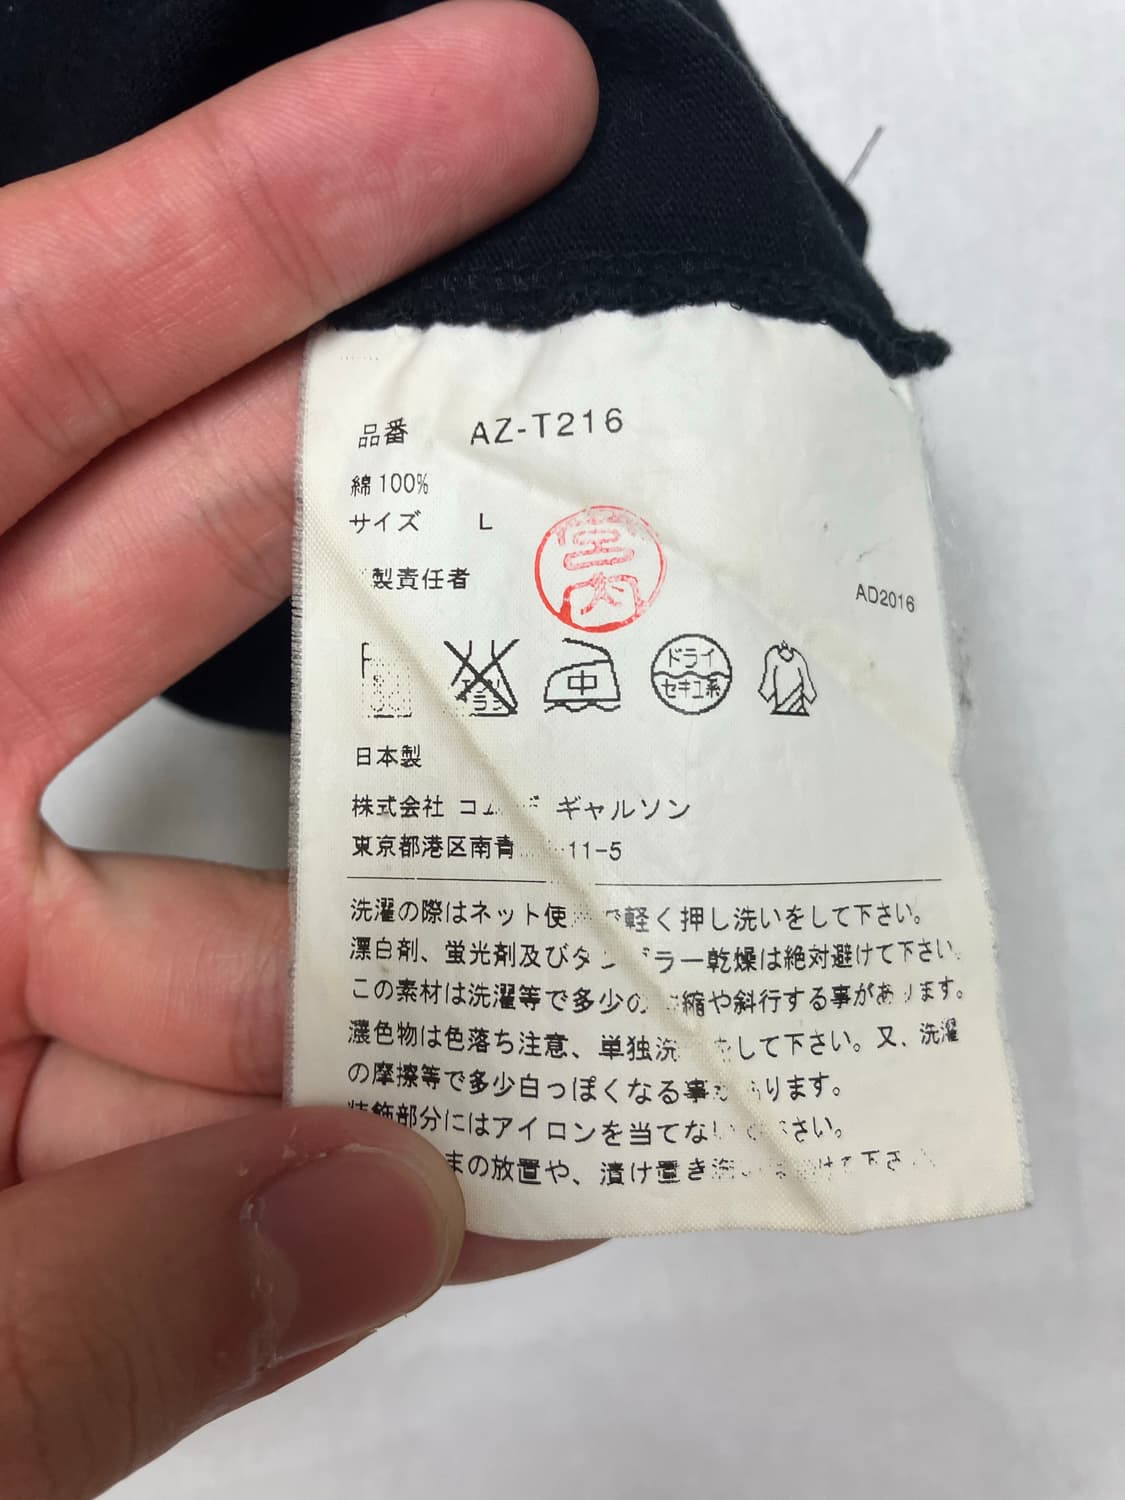 品番 AZ-T216
綿 100%
サイズ L
製責任者 宮内
AD2016
中
ドライ
セキユ系
日本製
株式会社 コム ギャルソン
東京都港区南青 11-5
洗濯の際はネット使 で軽く押し洗いをして下さい。
漂白剤、蛍光剤及びタンブラー乾燥は絶対避けて下さい。
この素材は洗濯等で多少の 縮や斜行する事があります。
濃色物は色落ち注意、単独洗 をして下さい。又、洗濯
の摩擦等で多少白っぽくなる事 あります。
飾部分にはアイロンを当てない 下さい。
まの放置や、漬け置き洗 下さ